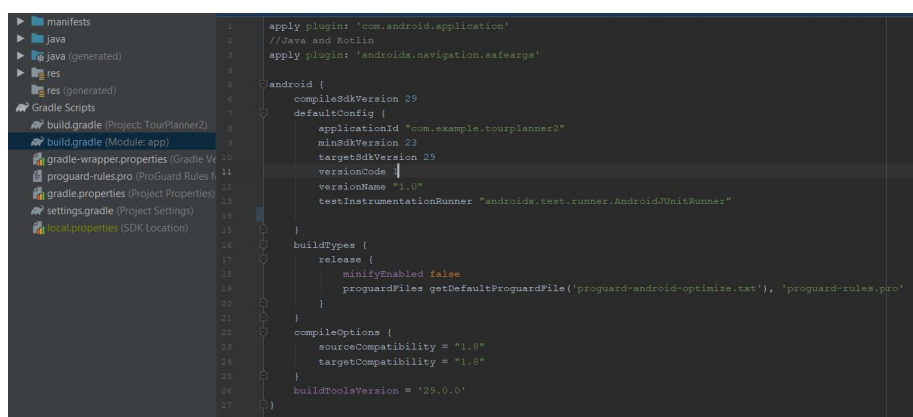 manifests
java
java (generated)
res
res (generated)
Gradle Scripts
build.gradle (Project: TourPlanner2)
build.gradle (Module: app)
gradle-wrapper.properties (Gradle Ve
proguard-rules.pro (ProGuard Rules f
gradle.properties (Project Properties)
settings.gradle (Project Settings)
local.properties (SDK Location)
1 apply plugin: 'com.android.application'
2 //Java and Kotlin
3 apply plugin: 'androidx.navigation.safeargs'
4
5 android {
6 compileSdkVersion 29
7 defaultConfig {
8 applicationId "com.example.tourplanner2"
9 minSdkVersion 23
10 targetSdkVersion 29
11 versionCode 1
12 versionName "1.0"
13 testInstrumentationRunner "androidx.test.runner.AndroidJUnitRunner"
14
15 }
16 buildTypes {
17 release {
18 minifyEnabled false
19 proguardFiles getDefaultProguardFile('proguard-android-optimize.txt'), 'proguard-rules.pro'
20 }
21 }
22 compileOptions {
23 sourceCompatibility = "1.8"
24 targetCompatibility = "1.8"
25 }
26 buildToolsVersion = '29.0.0'
27 }